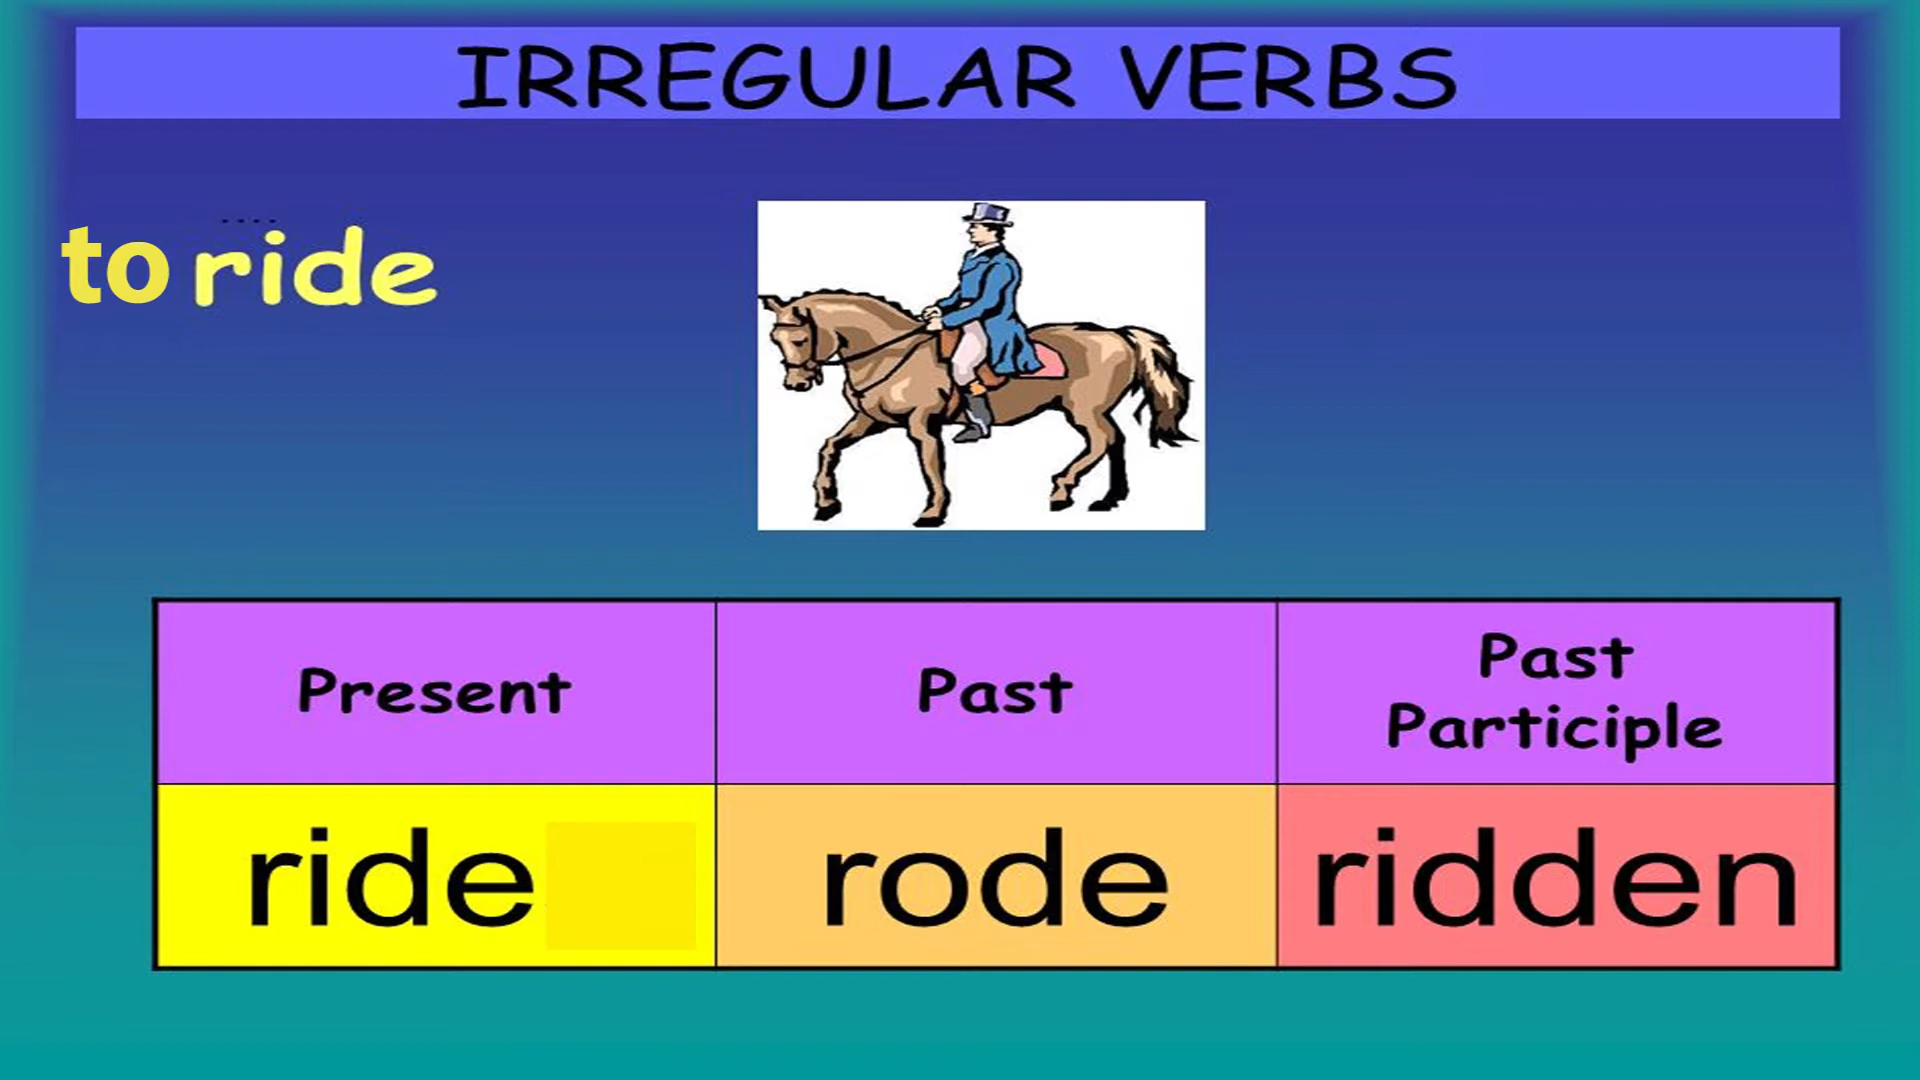 IRREGULAR VERBS
to ride
Present
Past
Past
Participle
ride
rode
ridden